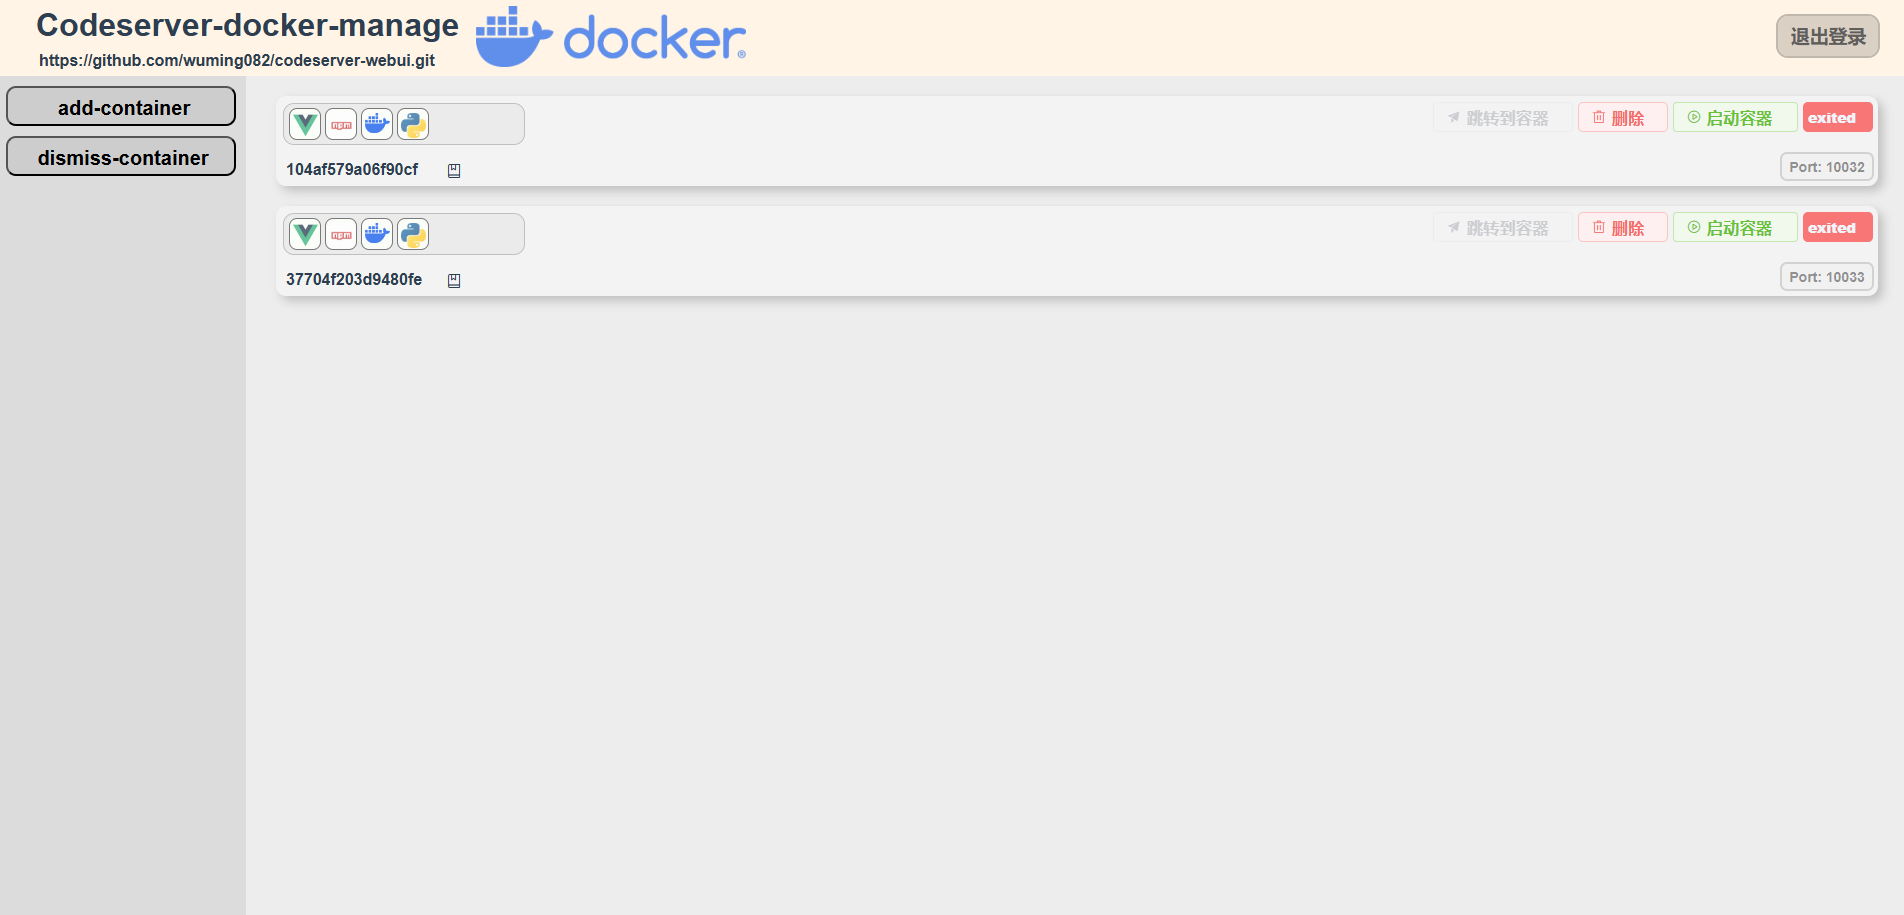 Codeserver-docker-manage
docker®
https://github.com/wuming082/codeserver-webui.git
退出登录
add-container
dismiss-container
npm
跳转到容器
删除
启动容器
exited
104af579a06f90cf
Port: 10032
npm
跳转到容器
删除
启动容器
exited
37704f203d9480fe
Port: 10033